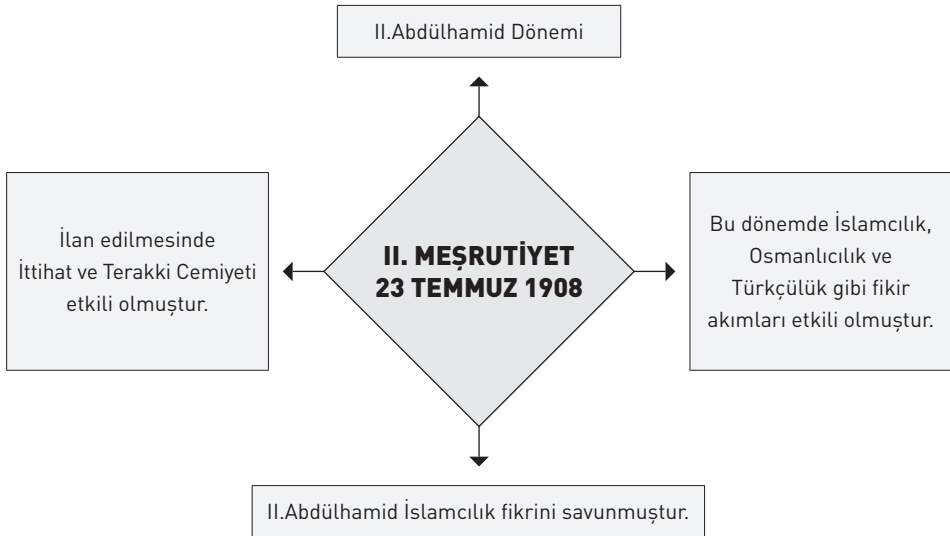 II.Abdülhamid Dönemi
İlan edilmesinde
İttihat ve Terakki Cemiyeti
etkili olmuştur.
II. MEŞRUTİYET
23 TEMMUZ 1908
Bu dönemde İslamcılık,
Osmanlıcılık ve
Türkçülük gibi fikir
akımları etkili olmuştur.
II.Abdülhamid İslamcılık fikrini savunmuştur.